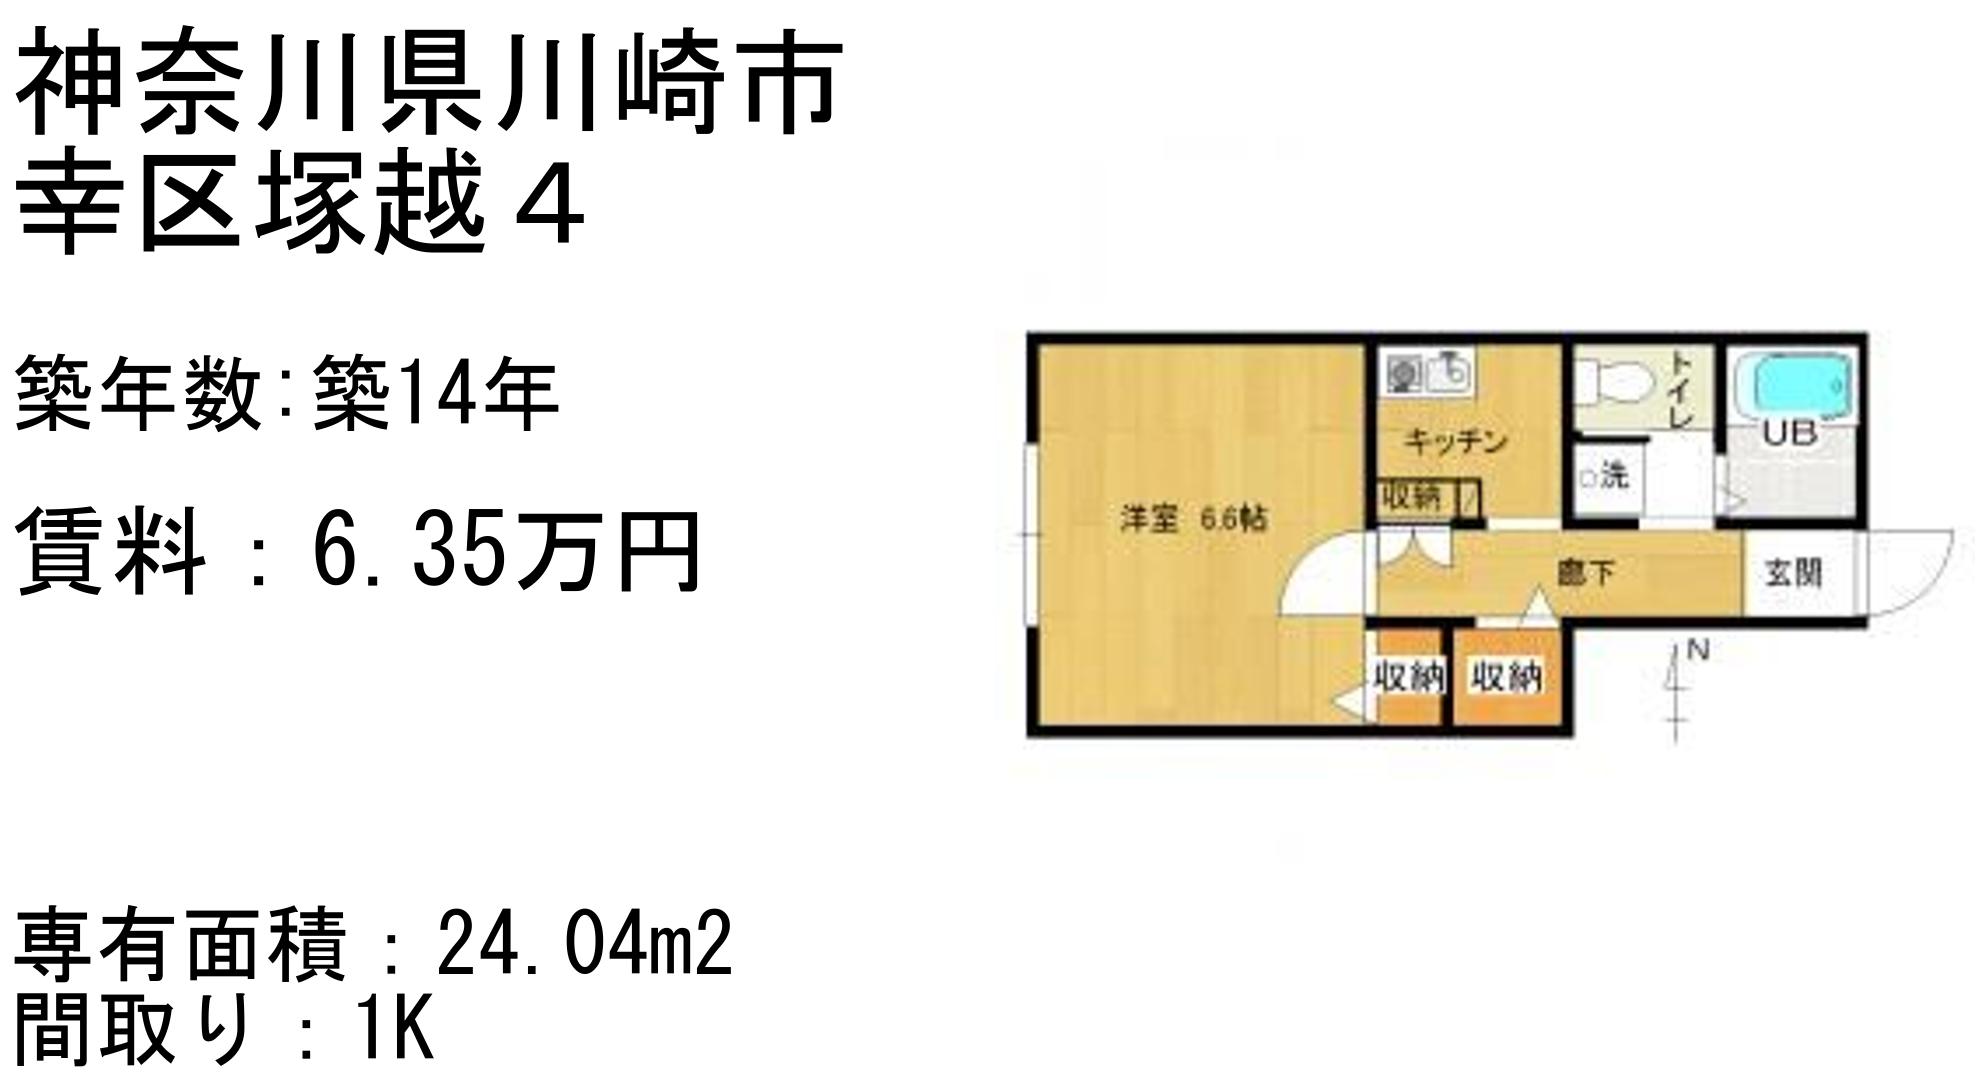 神奈川県川崎市
幸区塚越４
築年数:築14年
賃料：6.35万円
専有面積：24.04m2
間取り：1K
トイレ
UB
キッチン
洗
収納
洋室 6.6帖
廊下
玄関
N
収納
収納